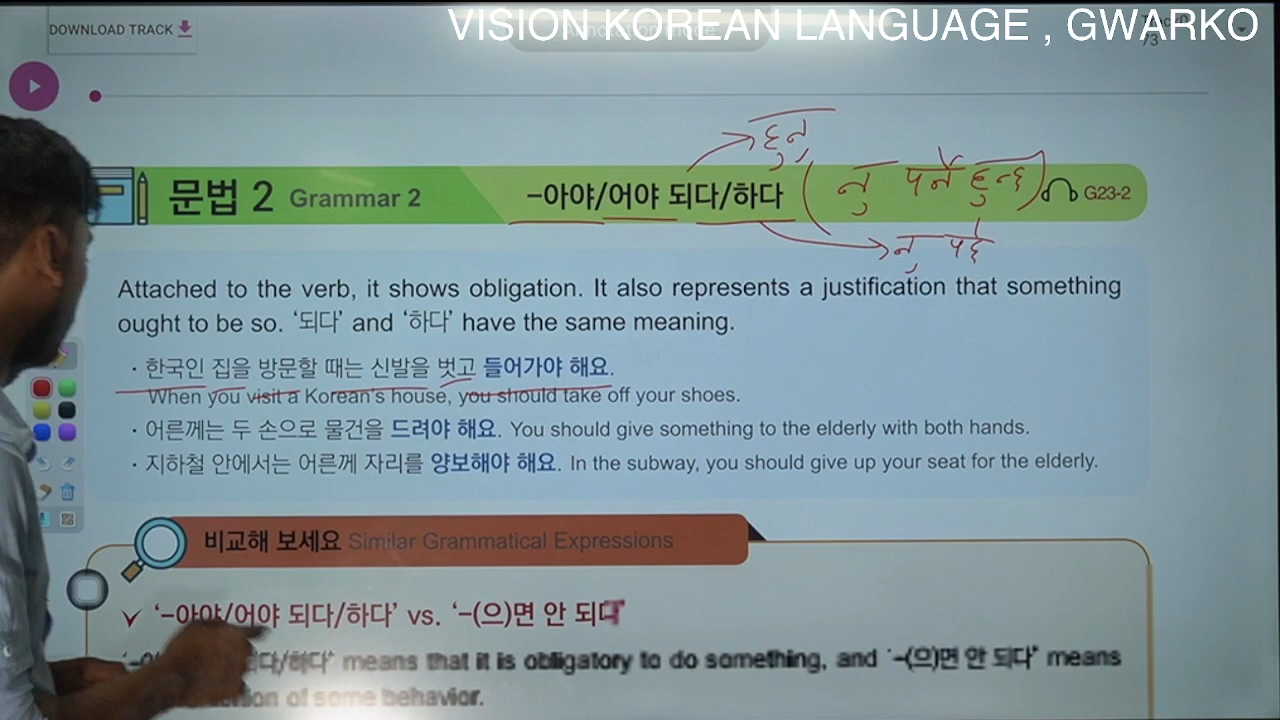 VISION KOREAN LANGUAGE , GWARKO
DOWNLOAD TRACK
हुनु
문법 2 Grammar 2 -아야/어야 되다/하다 (नु पर्ने हुन्छ) G23-2
नु पर्छ
Attached to the verb, it shows obligation. It also represents a justification that something
ought to be so. ‘되다’ and ‘하다’ have the same meaning.
· 한국인 집을 방문할 때는 신발을 벗고 들어가야 해요.
When you visit a Korean's house, you should take off your shoes.
· 어른께는 두 손으로 물건을 드려야 해요. You should give something to the elderly with both hands.
· 지하철 안에서는 어른께 자리를 양보해야 해요. In the subway, you should give up your seat for the elderly.
비교해 보세요 Similar Grammatical Expressions
‘-아야/어야 되다/하다’ vs. ‘-(으)면 안 되다’
되다/하다’ means that it is obligatory to do something, and ‘-(으)면 안 되다’ means
of some behavior.